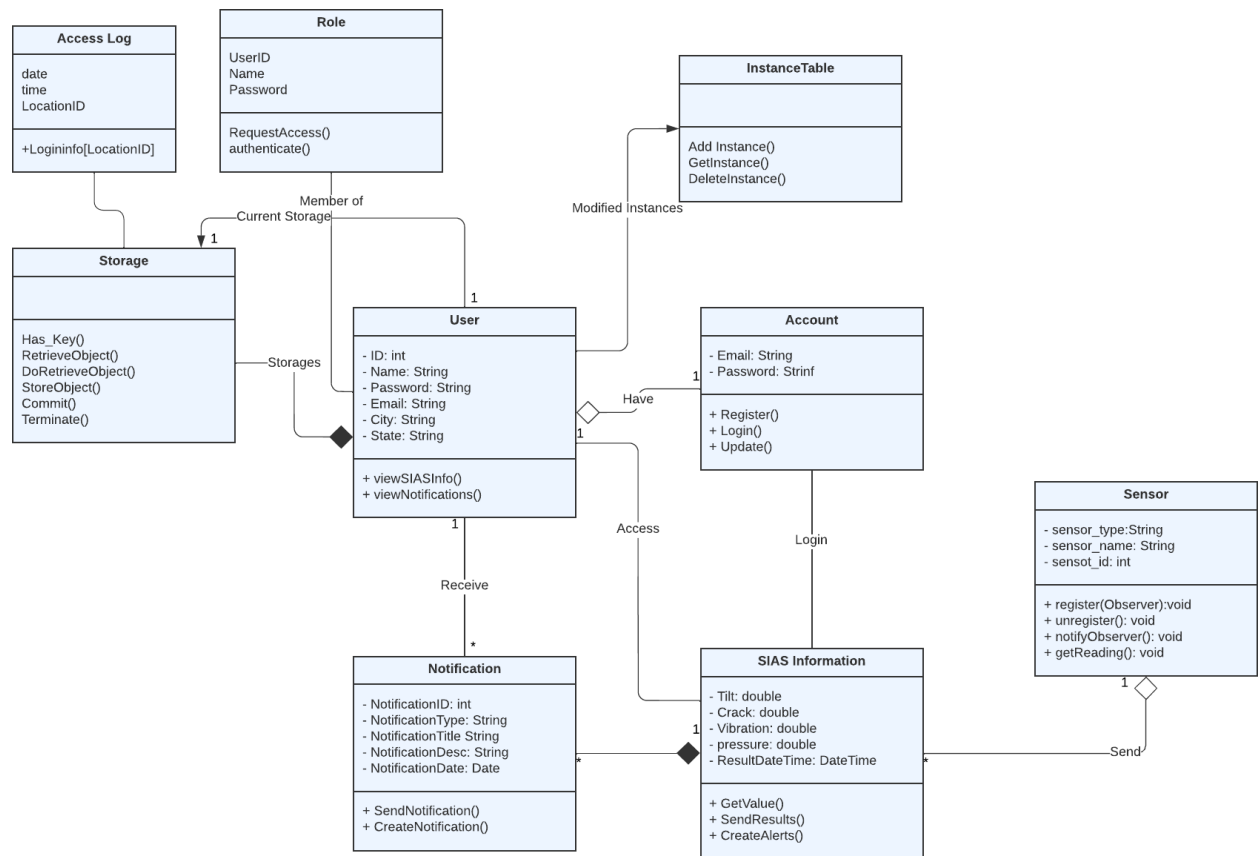 Access Log
date
time
LocationID
+Logininfo[LocationID]
Role
UserID
Name
Password
RequestAccess()
authenticate()
InstanceTable
Add Instance()
GetInstance()
DeleteInstance()
Member of
Current Storage
1
1
Modified Instances
Storage
Has_Key()
RetrieveObject()
DoRetrieveObject()
StoreObject()
Commit()
Terminate()
Storages
User
- ID: int
- Name: String
- Password: String
- Email: String
- City: String
- State: String
+ viewSIASInfo()
+ viewNotifications()
Account
- Email: String
- Password: Strinf
+ Register()
+ Login()
+ Update()
1
Have
1
Access
Login
1
Receive
*
Sensor
- sensor_type:String
- sensor_name: String
- sensot_id: int
+ register(Observer):void
+ unregister(): void
+ notifyObserver(): void
+ getReading(): void
1
Send
*
Notification
- NotificationID: int
- NotificationType: String
- NotificationTitle String
- NotificationDesc: String
- NotificationDate: Date
+ SendNotification()
+ CreateNotification()
*
1
SIAS Information
- Tilt: double
- Crack: double
- Vibration: double
- pressure: double
- ResultDateTime: DateTime
+ GetValue()
+ SendResults()
+ CreateAlerts()